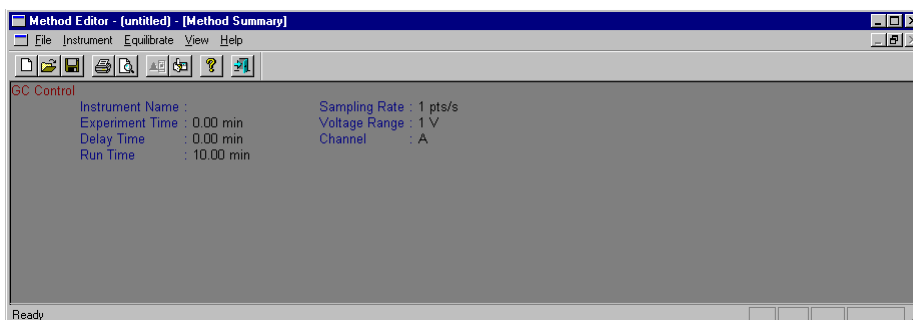 Method Editor - (untitled) - [Method Summary]
File Instrument Equilibrate View Help
GC Control
Instrument Name : Sampling Rate : 1 pts/s
Experiment Time : 0.00 min Voltage Range : 1 V
Delay Time : 0.00 min Channel : A
Run Time : 10.00 min
Ready